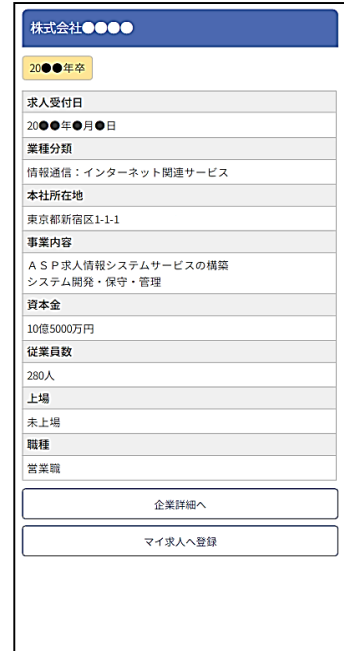 株式会社●●●●
20●●年卒
求人受付日
20●●年●月●日
業種分類
情報通信：インターネット関連サービス
本社所在地
東京都新宿区1-1-1
事業内容
ＡＳＰ求人情報システムサービスの構築
システム開発・保守・管理
資本金
10億5000万円
従業員数
280人
上場
未上場
職種
営業職
企業詳細へ
マイ求人へ登録